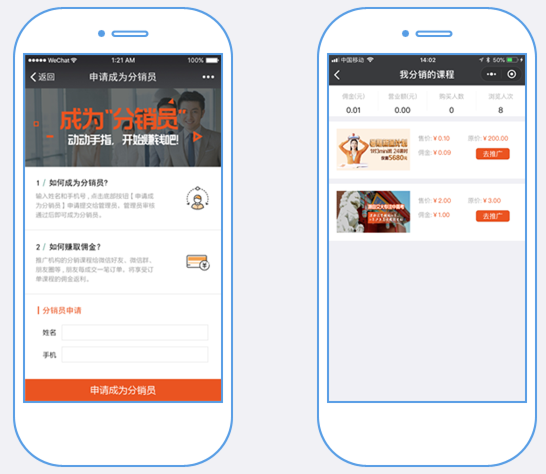 WeChat 1:21 AM 100%
返回 申请成为分销员
成为“分销员”
动动手指，开始赚钱吧!
1 / 如何成为分销员?
输入姓名和手机号，点击底部按钮【申请成
为分销员】申请提交给管理员。管理员审核
通过后即可成为分销员。
2 / 如何赚取佣金?
推广机构的分销课程给微信好友、微信群、
朋友圈等，朋友每成交一笔订单，将享受订
单课程的佣金返利。
分销员申请
姓名
手机
申请成为分销员
中国移动 14:02 50%
我分销的课程
佣金(元) 营业额(元) 购买人数 浏览人次
0.01 0.00 0 8
售价: ¥ 0.10 原价: ¥ 200.00
佣金: ¥ 0.09 去推广
售价: ¥ 2.00 原价: ¥ 3.00
佣金: ¥ 1.00 去推广